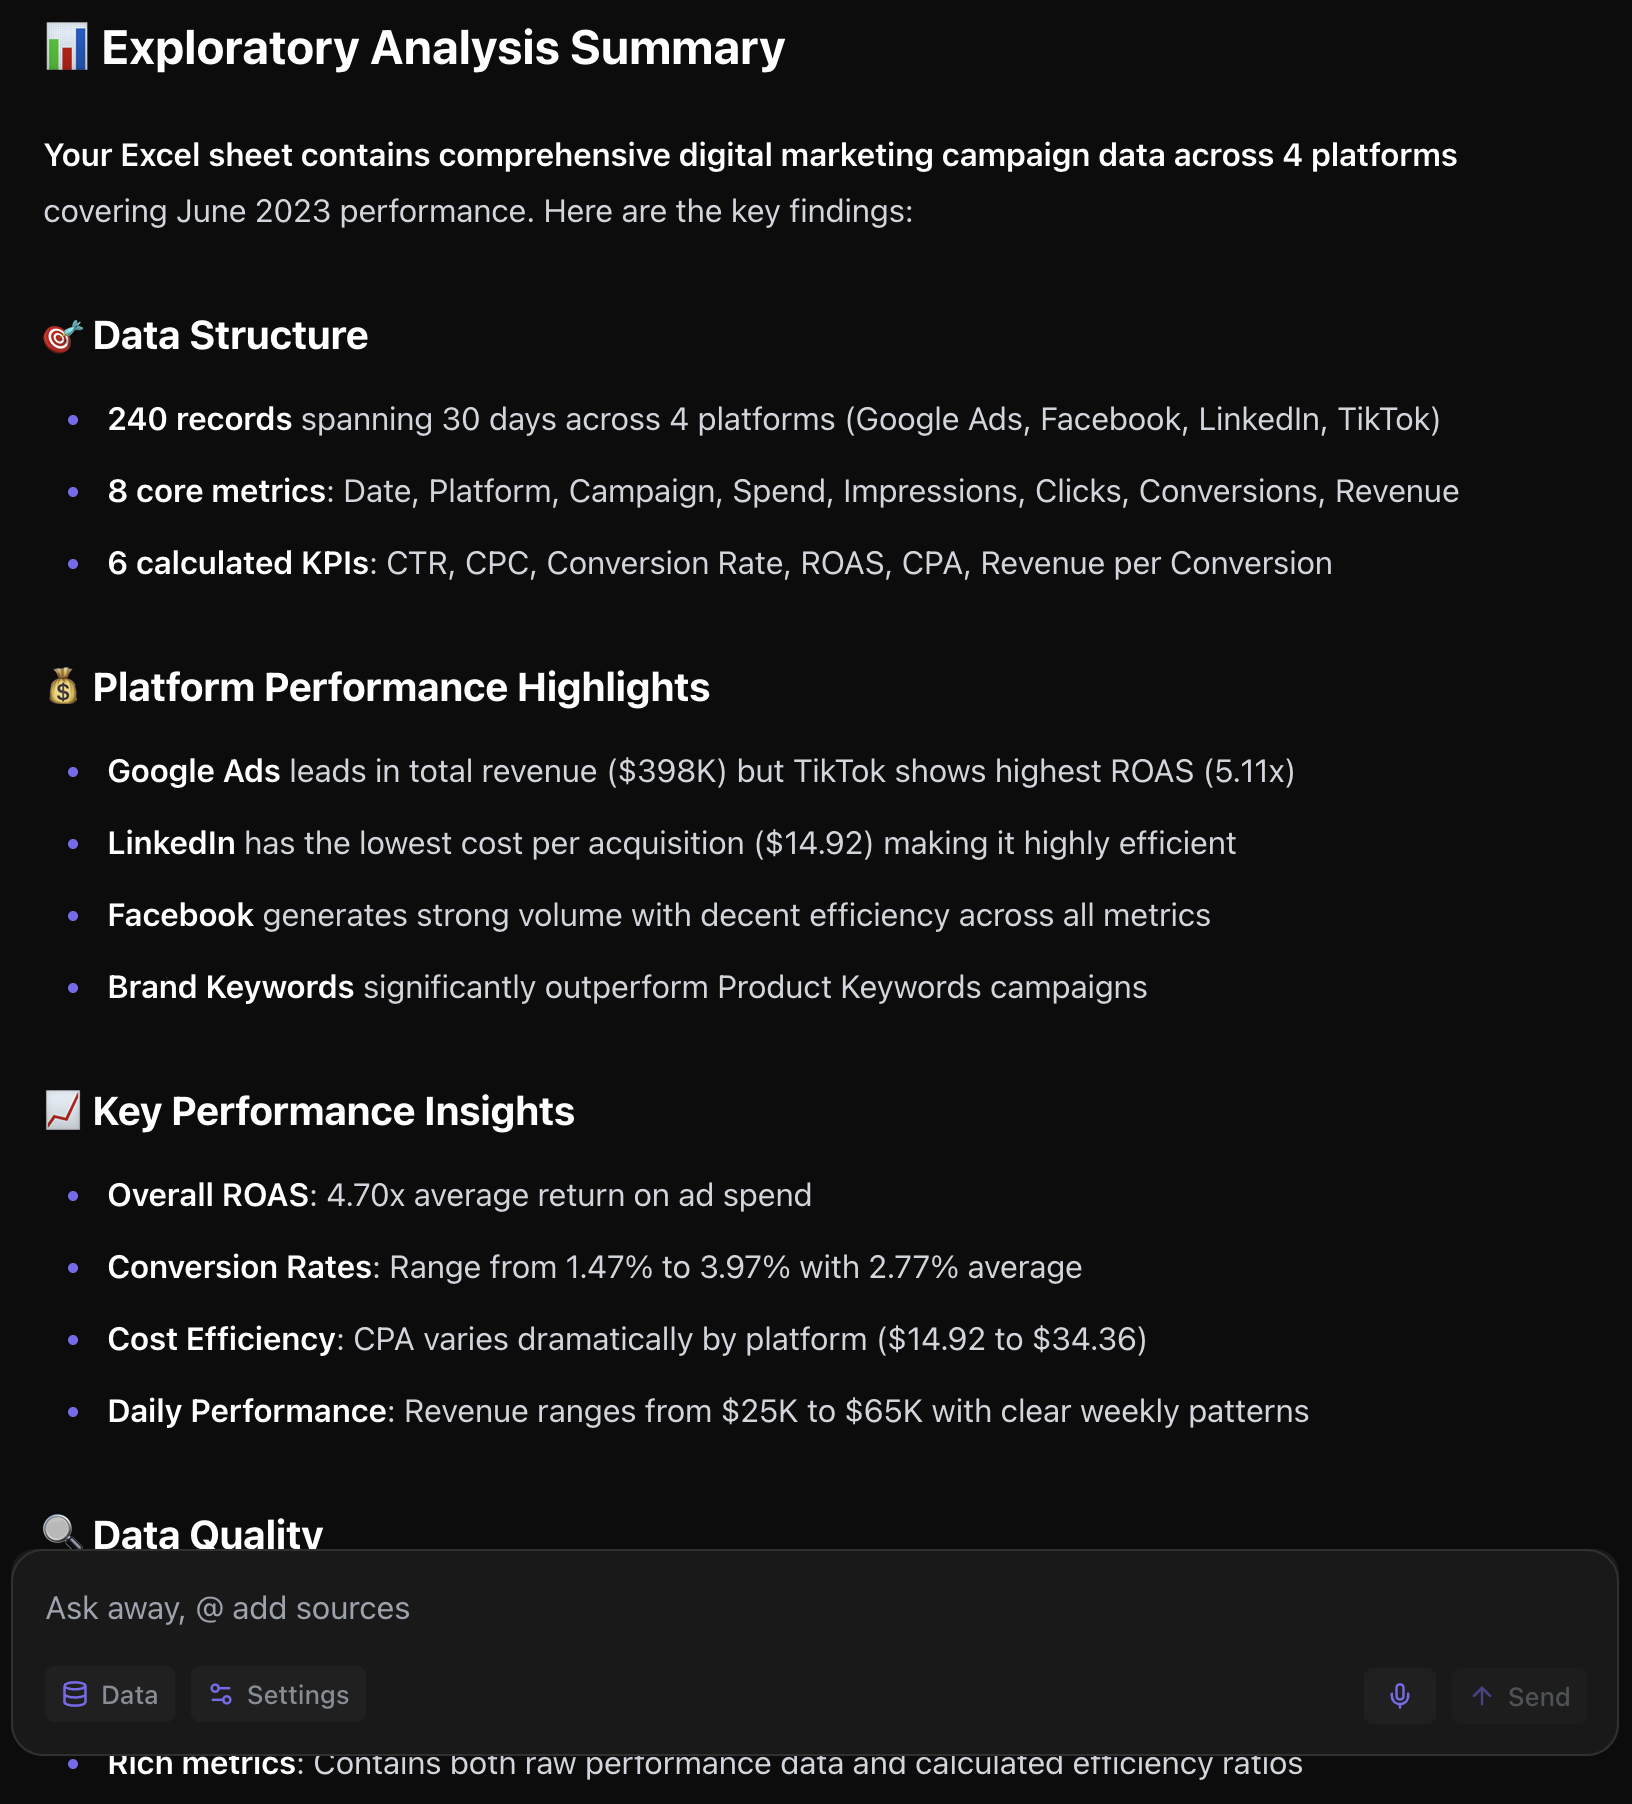 📊 Exploratory Analysis Summary
Your Excel sheet contains comprehensive digital marketing campaign data across 4 platforms
covering June 2023 performance. Here are the key findings:
🎯 Data Structure
• 240 records spanning 30 days across 4 platforms (Google Ads, Facebook, LinkedIn, TikTok)
• 8 core metrics: Date, Platform, Campaign, Spend, Impressions, Clicks, Conversions, Revenue
• 6 calculated KPIs: CTR, CPC, Conversion Rate, ROAS, CPA, Revenue per Conversion
💰 Platform Performance Highlights
• Google Ads leads in total revenue ($398K) but TikTok shows highest ROAS (5.11x)
• LinkedIn has the lowest cost per acquisition ($14.92) making it highly efficient
• Facebook generates strong volume with decent efficiency across all metrics
• Brand Keywords significantly outperform Product Keywords campaigns
📈 Key Performance Insights
• Overall ROAS: 4.70x average return on ad spend
• Conversion Rates: Range from 1.47% to 3.97% with 2.77% average
• Cost Efficiency: CPA varies dramatically by platform ($14.92 to $34.36)
• Daily Performance: Revenue ranges from $25K to $65K with clear weekly patterns
🔍 Data Quality
Ask away, @ add sources
Data Settings Send
• Rich metrics: Contains both raw performance data and calculated efficiency ratios